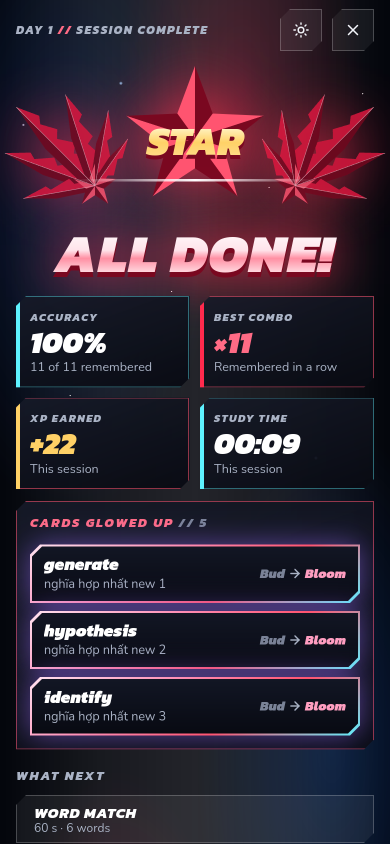 DAY 1 // SESSION COMPLETE
STAR
ALL DONE!
ACCURACY
100%
11 of 11 remembered
BEST COMBO
×11
Remembered in a row
XP EARNED
+22
This session
STUDY TIME
00:09
This session
CARDS GLOWED UP // 5
generate
nghĩa hợp nhất new 1
Bud → Bloom
hypothesis
nghĩa hợp nhất new 2
Bud → Bloom
identify
nghĩa hợp nhất new 3
Bud → Bloom
WHAT NEXT
WORD MATCH
60 s · 6 words